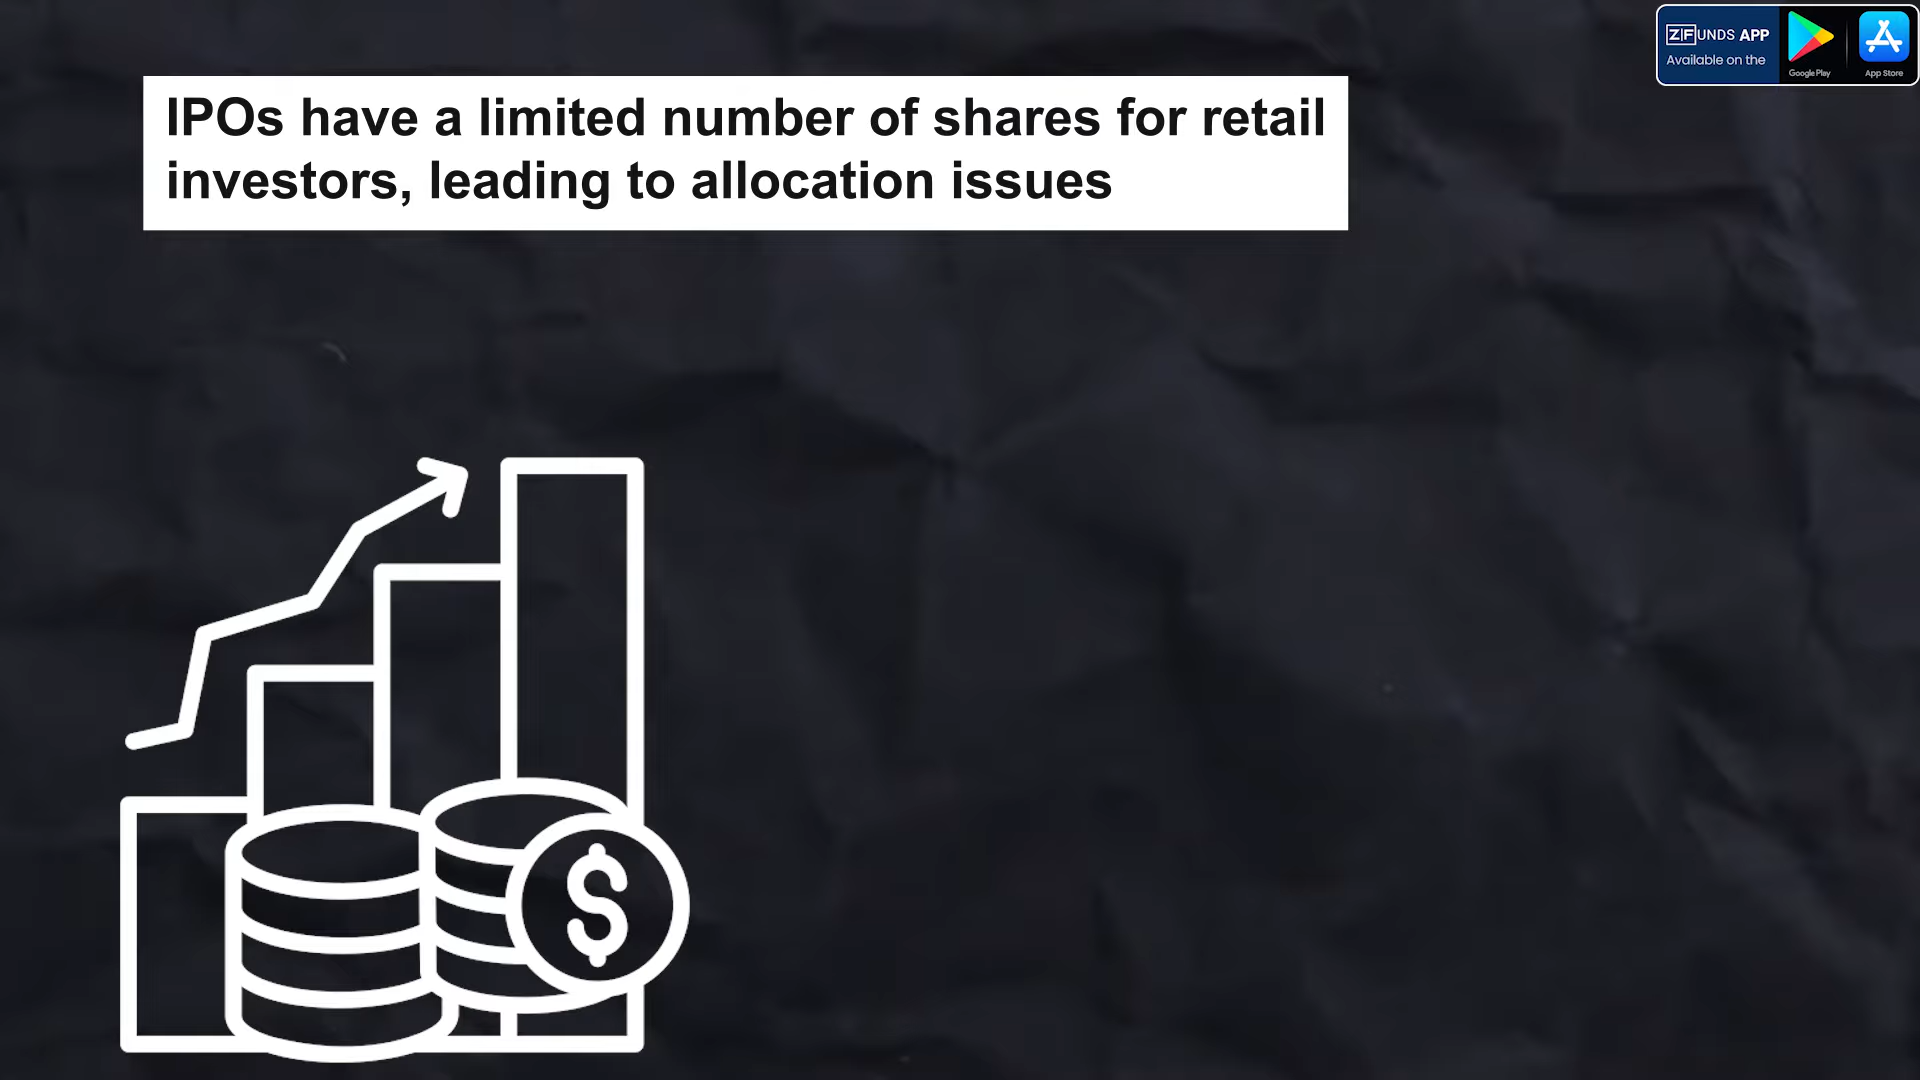 IPOs have a limited number of shares for retail
investors, leading to allocation issues
ZFUNDS APP
Available on the
Google Play
App Store
$